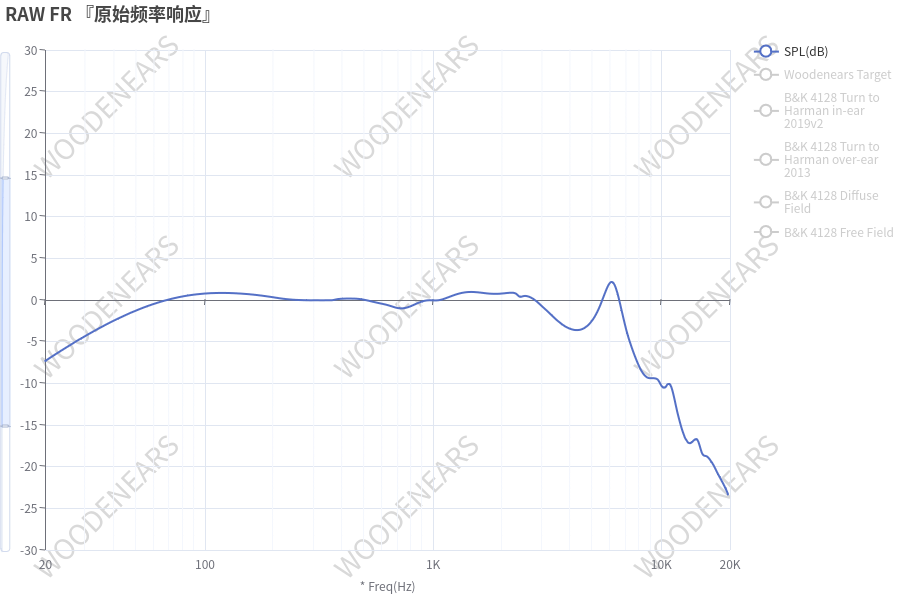 RAW FR 『原始频率响应』
30
25
20
15
10
5
0
-5
-10
-15
-20
-25
-30
20
100
1K
10K
20K
* Freq(Hz)
SPL(dB)
Woodenears Target
B&K 4128 Turn to
Harman in-ear
2019v2
B&K 4128 Turn to
Harman over-ear
2013
B&K 4128 Diffuse
Field
B&K 4128 Free Field
WOODENEARS
WOODENEARS
WOODENEARS
WOODENEARS
WOODENEARS
WOODENEARS
WOODENEARS
WOODENEARS
WOODENEARS